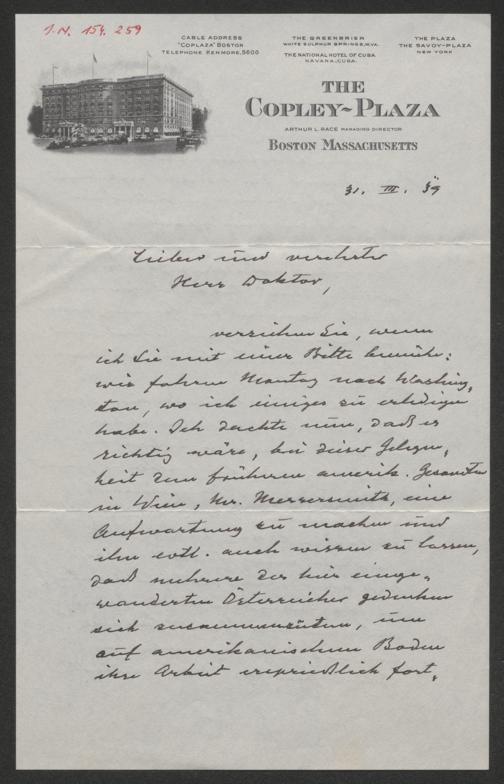 J. N. 159. 259
CABLE ADDRESS
"COPLAZA" BOSTON
TELEPHONE KENMORE, 5600
THE GREENBRIER
WHITE SULPHUR SPRINGS, W.VA.
THE NATIONAL HOTEL OF CUBA
HAVANA, CUBA.
THE PLAZA
THE SAVOY-PLAZA
NEW YORK
THE
COPLEY-PLAZA
ARTHUR L. RACE MANAGING DIRECTOR
BOSTON MASSACHUSETTS
31. III. 39
Lieber und verehrter
Herr Doktor,
verzeihen Sie, wenn
ich Sie mit einer Bitte bemühe:
wir fahren Montag nach Washing-
ton, wo ich einiges zu erledigen
habe. Ich dachte nun, daß es
richtig wäre, bei dieser Gelegen-
heit dem früheren amerik. Gesandten
in Wien, Mr. Messersmith, eine
Aufwartung zu machen und
ihn evtl. auch wissen zu lassen,
daß mehrere der hier einge-
wanderten Österreicher gedenken
sich zusammenzutun, um
auf amerikanischem Boden
ihre Arbeit ersprießlich fort-